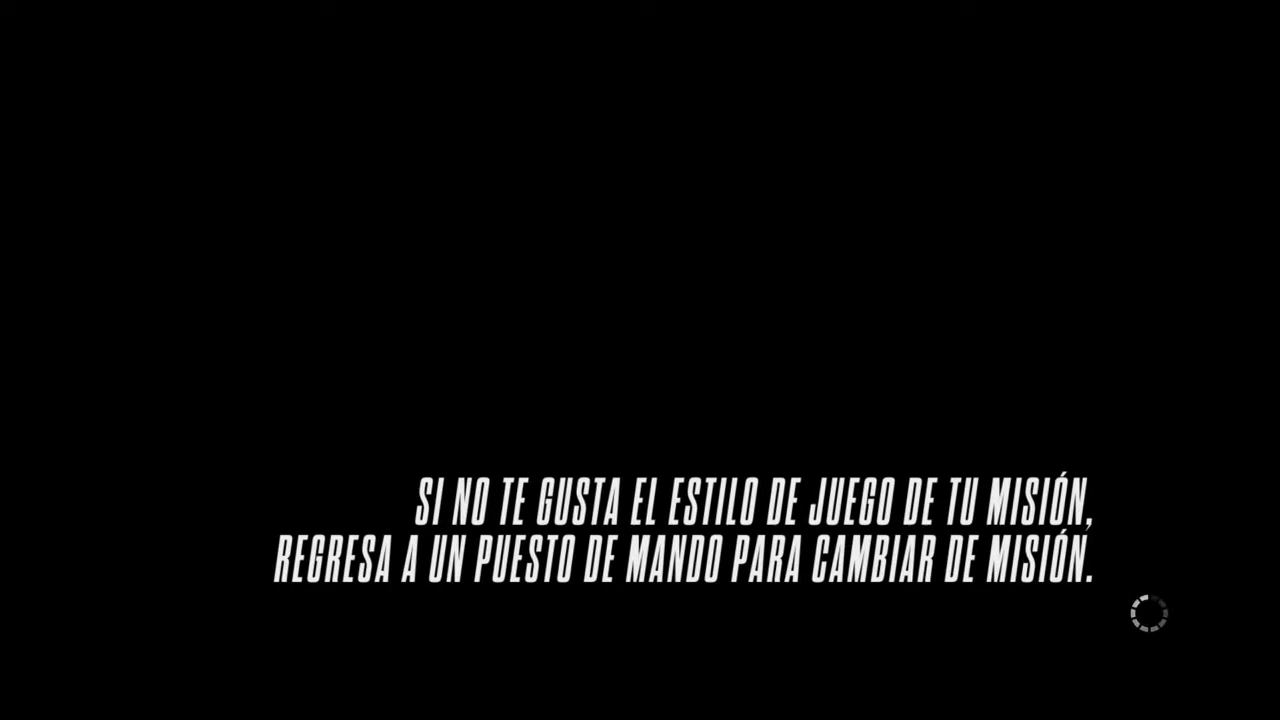 SI NO TE GUSTA EL ESTILO DE JUEGO DE TU MISIÓN,
REGRESA A UN PUESTO DE MANDO PARA CAMBIAR DE MISIÓN.